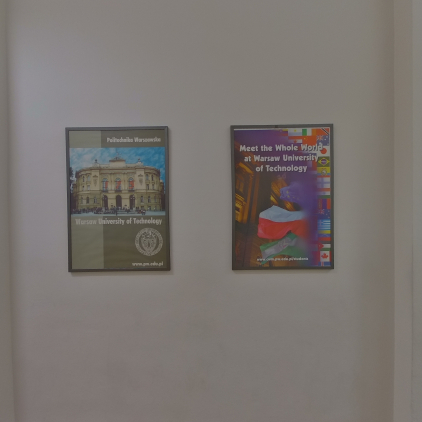 Politechnika Warszawska
Warsaw University of Technology
www.pw.edu.pl
Meet the Whole World
at Warsaw University
of Technology